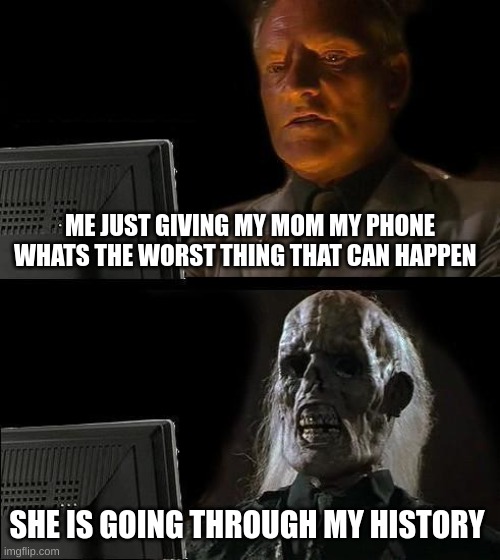 ME JUST GIVING MY MOM MY PHONE
WHATS THE WORST THING THAT CAN HAPPEN
SHE IS GOING THROUGH MY HISTORY
imgflip.com